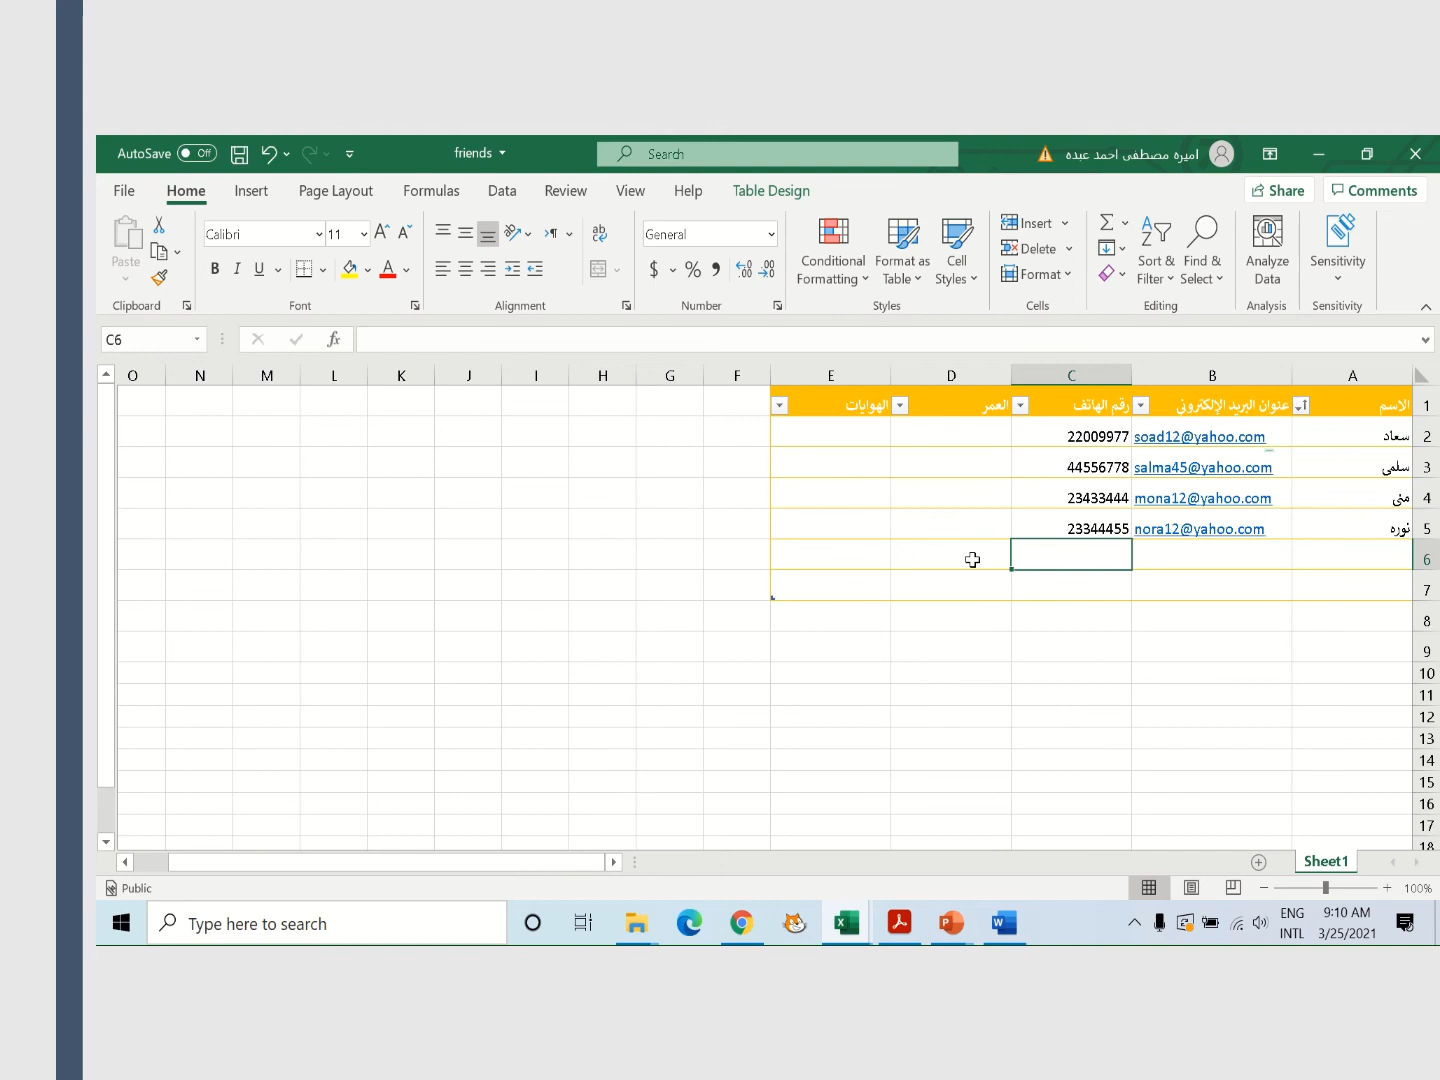 AutoSave Off friends Search اميره مصطفى احمد عبده
File Home Insert Page Layout Formulas Data Review View Help Table Design Share Comments
Paste Calibri 11 General
B I U $ % Conditional Formatting Format as Table Cell Styles Insert Delete Format Sort & Filter Find & Select Analyze Data Sensitivity
Clipboard Font Alignment Number Styles Cells Editing Analysis Sensitivity
C6 fx
O N M L K J I H G F E D C B A
1 الاسم عنوان البريد الإلكتروني رقم الهاتف العمر الهوايات
2 سعاد soad12@yahoo.com 22009977
3 سلمى salma45@yahoo.com 44556778
4 منى mona12@yahoo.com 23433444
5 نوره nora12@yahoo.com 23344455
6
7
8
9
10
11
12
13
14
15
16
17
18
Sheet1
Public 100%
Type here to search ENG 9:10 AM
INTL 3/25/2021